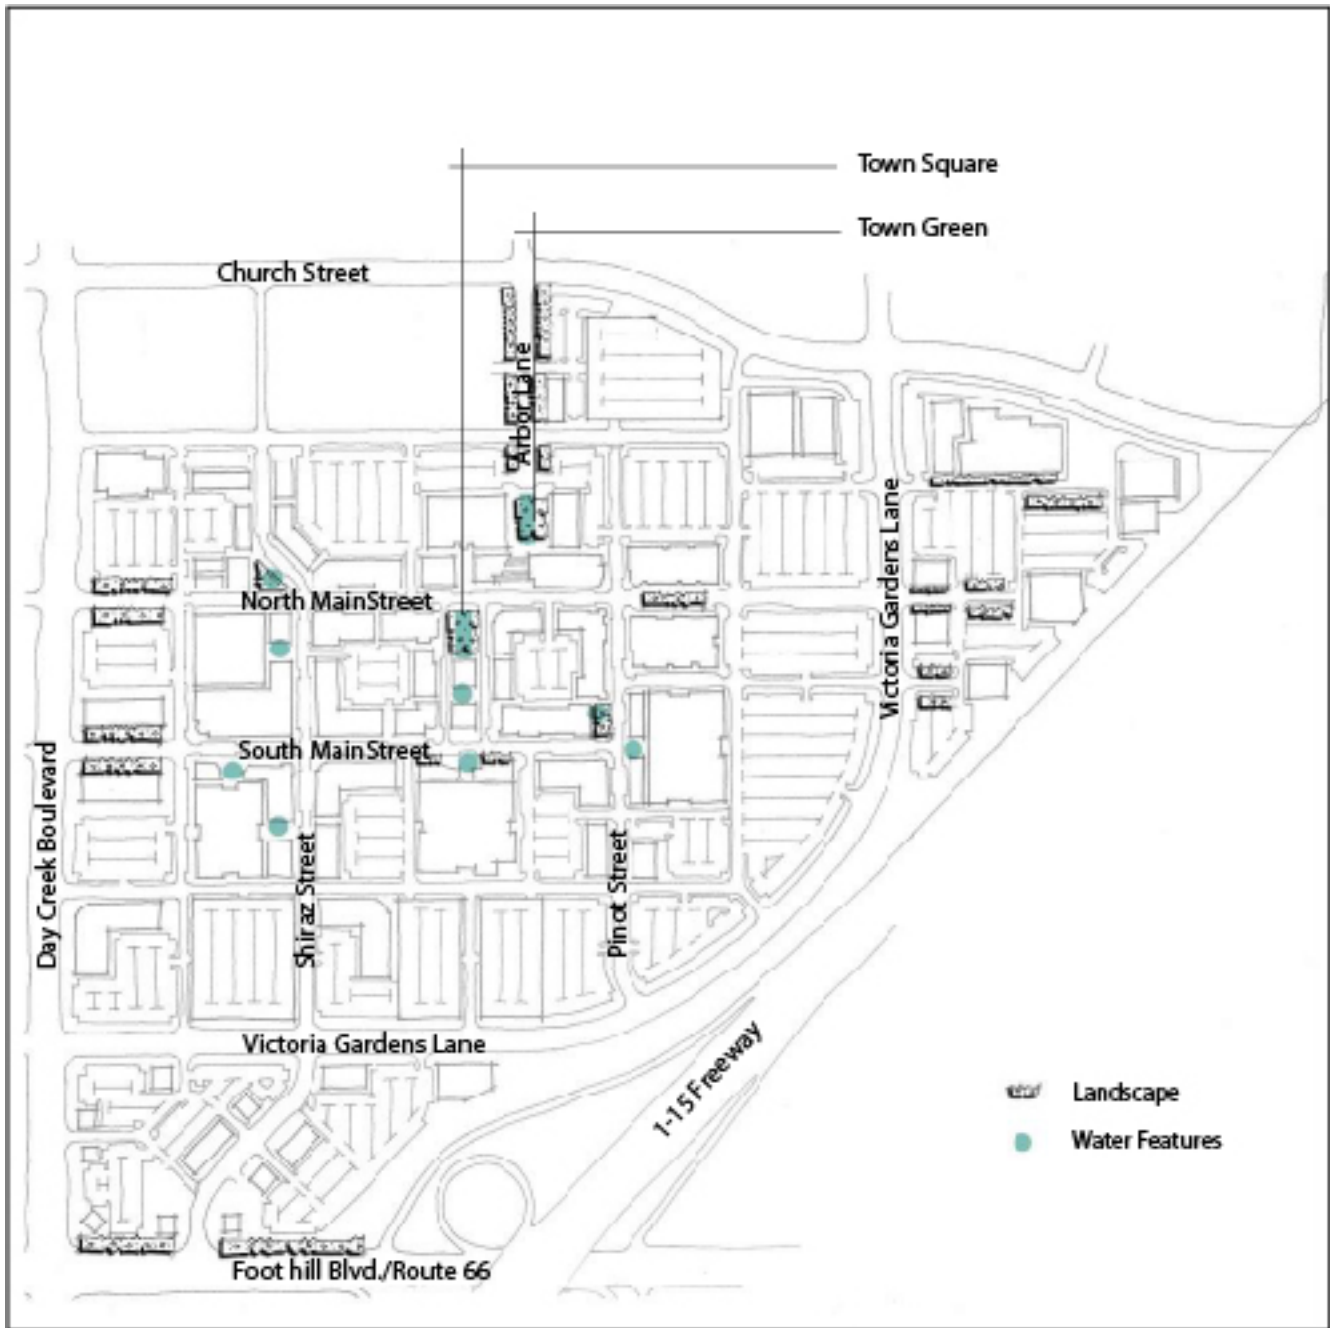 Town Square
Town Green
Church Street
Arbor Lane
Victoria Gardens Lane
North MainStreet
South MainStreet
Day Creek Boulevard
Shiraz Street
Pinot Street
Victoria Gardens Lane
1-15 Freeway
Landscape
Water Features
Foot hill Blvd./Route 66